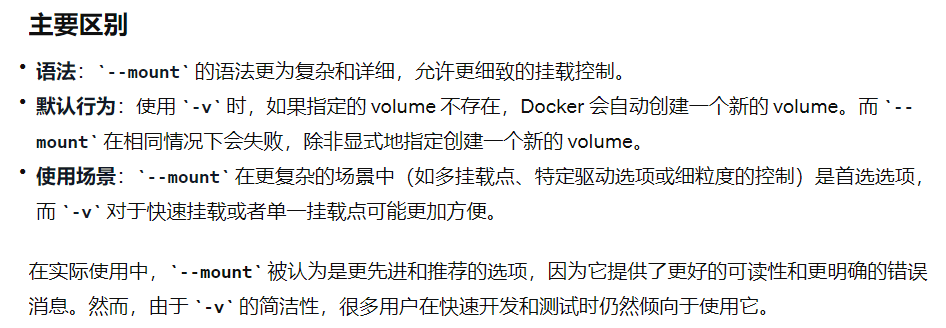 主要区别
• 语法：`--mount` 的语法更为复杂和详细，允许更细致的挂载控制。
• 默认行为：使用 `-v` 时，如果指定的 volume 不存在，Docker 会自动创建一个新的 volume。而 `--
mount` 在相同情况下会失败，除非显式地指定创建一个新的 volume。
• 使用场景：`--mount` 在更复杂的场景中（如多挂载点、特定驱动选项或细粒度的控制）是首选选项，
而 `-v` 对于快速挂载或者单一挂载点可能更加方便。
在实际使用中，`--mount` 被认为是更先进和推荐的选项，因为它提供了更好的可读性和更明确的错误
消息。然而，由于 `-v` 的简洁性，很多用户在快速开发和测试时仍然倾向于使用它。